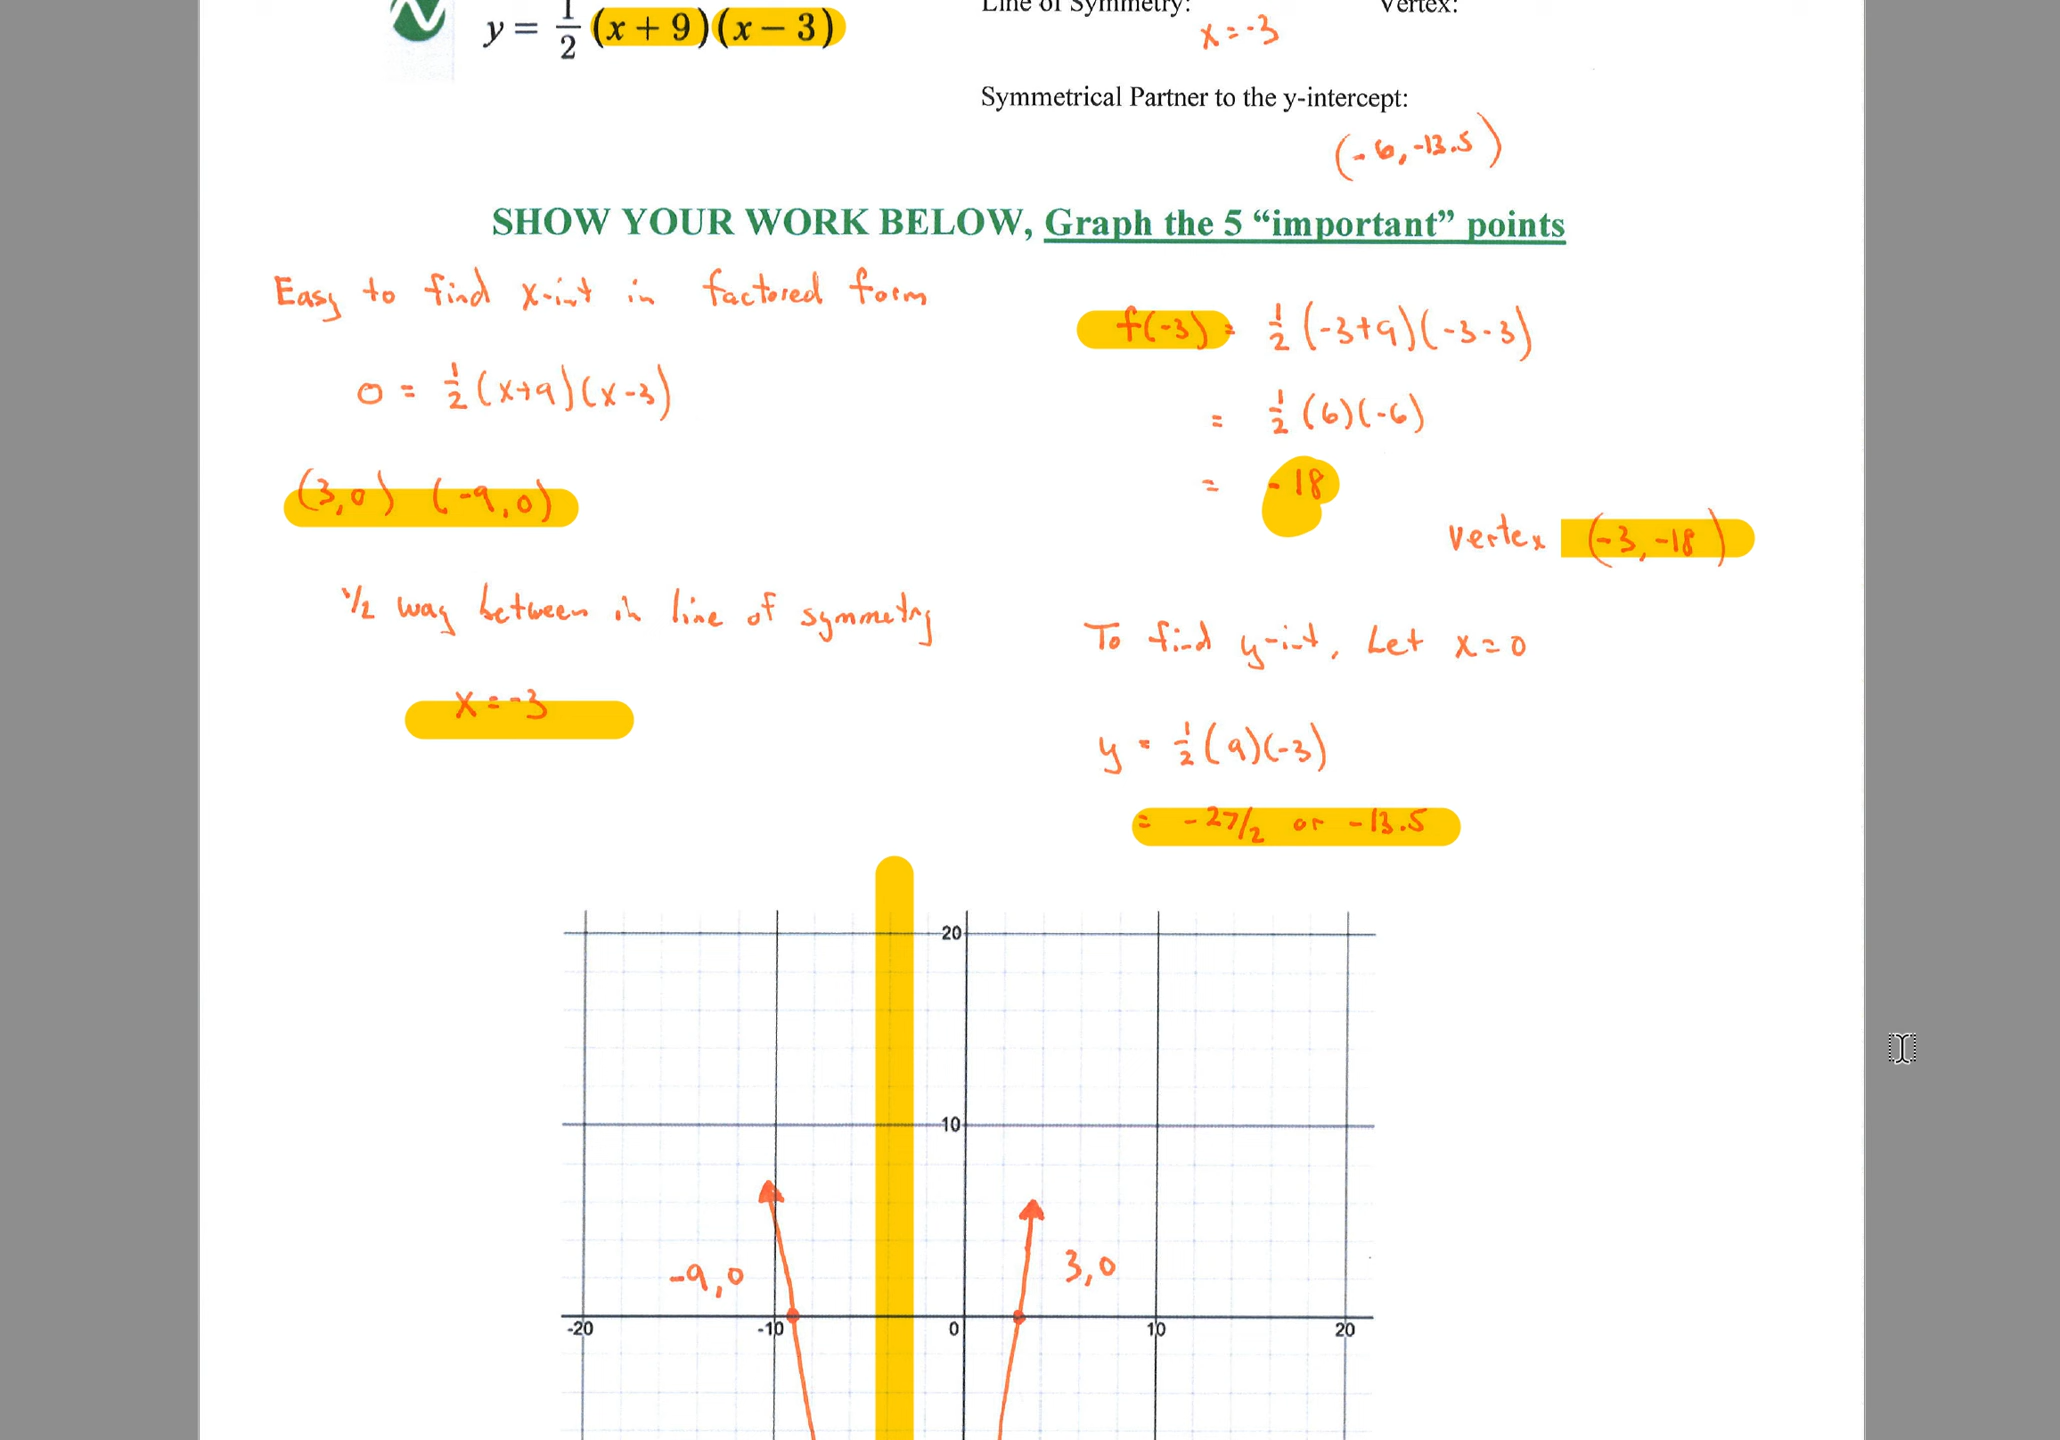 y = 1/2 (x + 9)(x − 3)
Line of Symmetry: Vertex:
x = -3
Symmetrical Partner to the y-intercept:
(-6, -13.5)
SHOW YOUR WORK BELOW, Graph the 5 “important” points
Easy to find x-int in factored form
0 = 1/2 (x+9)(x-3)
(3,0) (-9,0)
1/2 way between in line of symmetry
x = -3
f(-3) = 1/2 (-3+9)(-3-3)
= 1/2 (6)(-6)
= -18
vertex (-3, -18)
To find y-int, Let x=0
y = 1/2 (9)(-3)
= -27/2 or -13.5
20
10
-9,0
3,0
-20 -10 0 10 20